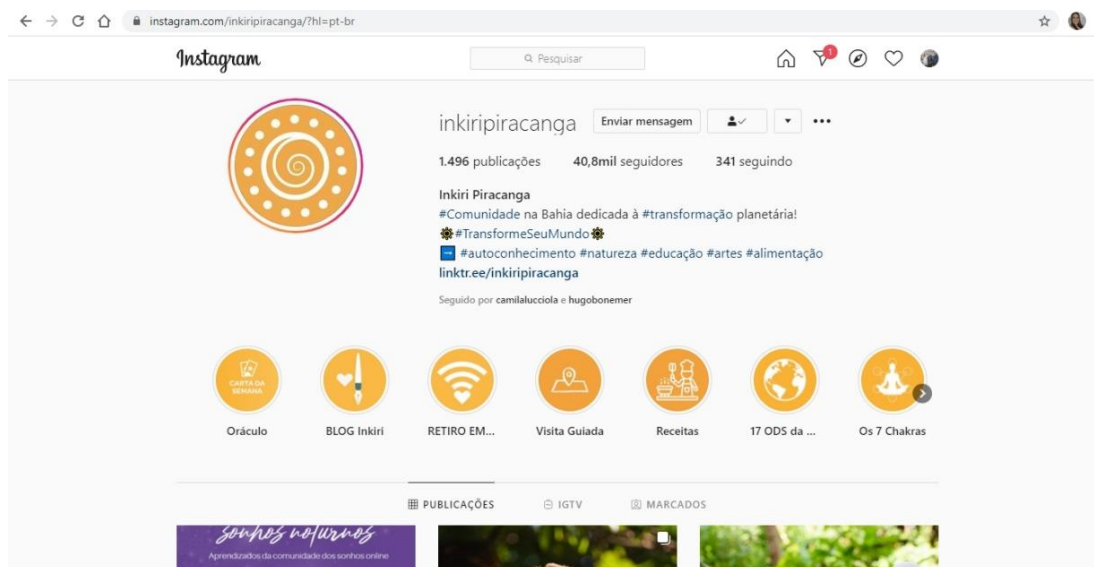 instagram.com/inkiripiracanga/?hl=pt-br
Instagram
Pesquisar
1
inkiripiracanga
Enviar mensagem
1.496 publicações 40,8mil seguidores 341 seguindo
Inkiri Piracanga
#Comunidade na Bahia dedicada à #transformação planetária!
#TransformeSeuMundo
#autoconhecimento #natureza #educação #artes #alimentação
linktr.ee/inkiripiracanga
Seguido por camilalucciola e hugobonemer
CARTA DA
SEMANA
Oráculo BLOG Inkiri RETIRO EM... Visita Guiada Receitas 17 ODS da ... Os 7 Chakras
PUBLICAÇÕES IGTV MARCADOS
sonhos noturnos
Aprendizados da comunidade dos sonhos online